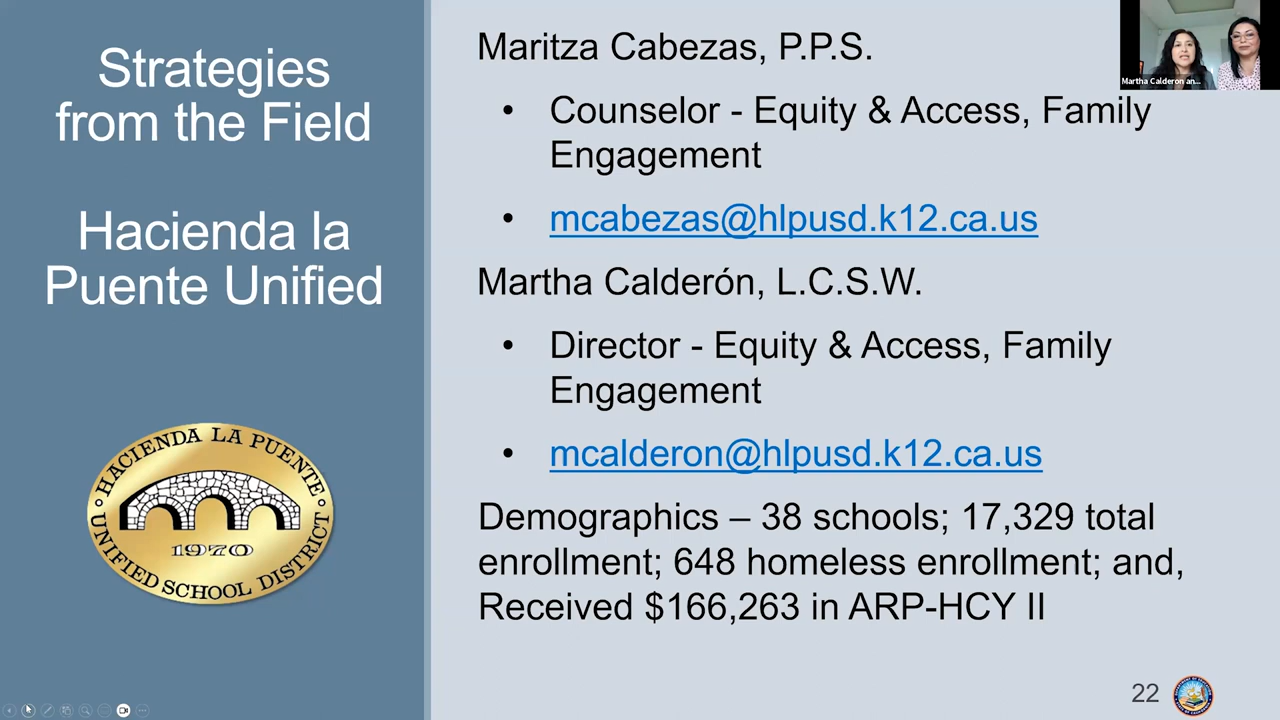 Strategies
from the Field
Hacienda la
Puente Unified
HACIENDA LA PUENTE
1970
UNIFIED SCHOOL DISTRICT
Maritza Cabezas, P.P.S.
• Counselor - Equity & Access, Family
Engagement
• mcabezas@hlpusd.k12.ca.us
Martha Calderón, L.C.S.W.
• Director - Equity & Access, Family
Engagement
• mcalderon@hlpusd.k12.ca.us
Demographics – 38 schools; 17,329 total
enrollment; 648 homeless enrollment; and,
Received $166,263 in ARP-HCY II
Martha Calderon an...
22